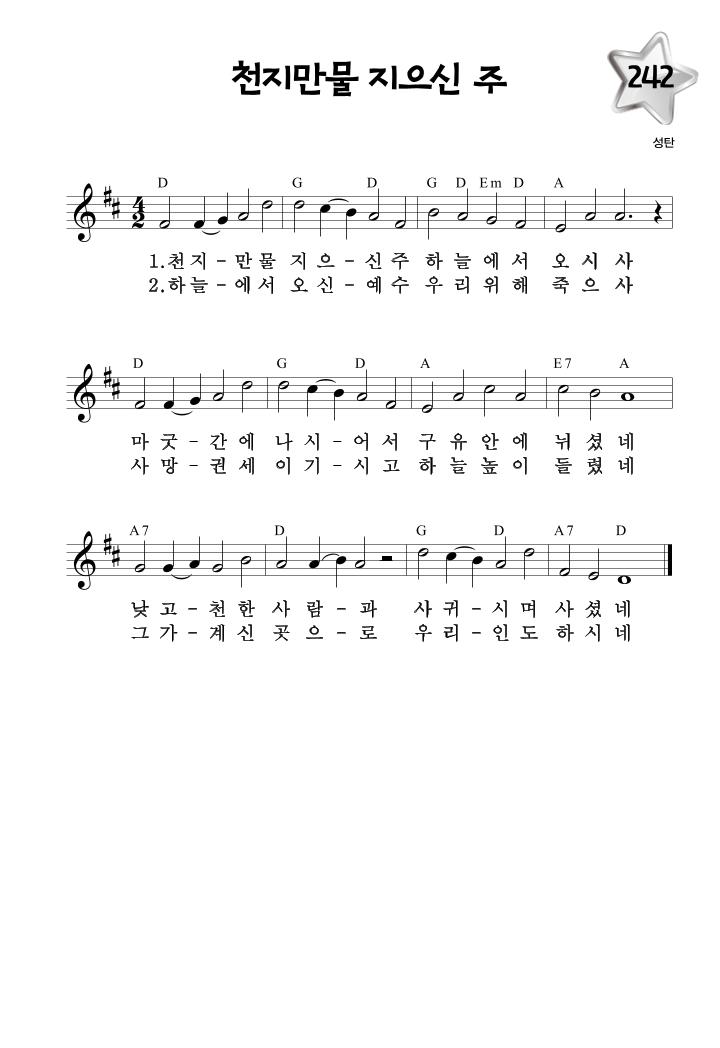 천지만물 지으신 주
242
성탄
D G D G D Em D A
4
2
1.천지-만물 지으-신주 하늘에서 오시사
2.하늘-에서 오신-예수 우리위해 죽으사
D G D A E7 A
마굿-간에 나시-어서 구유안에 뉘셨네
사망-권세 이기-시고 하늘높이 들렸네
A7 D G D A7 D
낮고-천한 사람-과 사귀-시며 사셨네
그가-계신 곳으-로 우리-인도 하시네